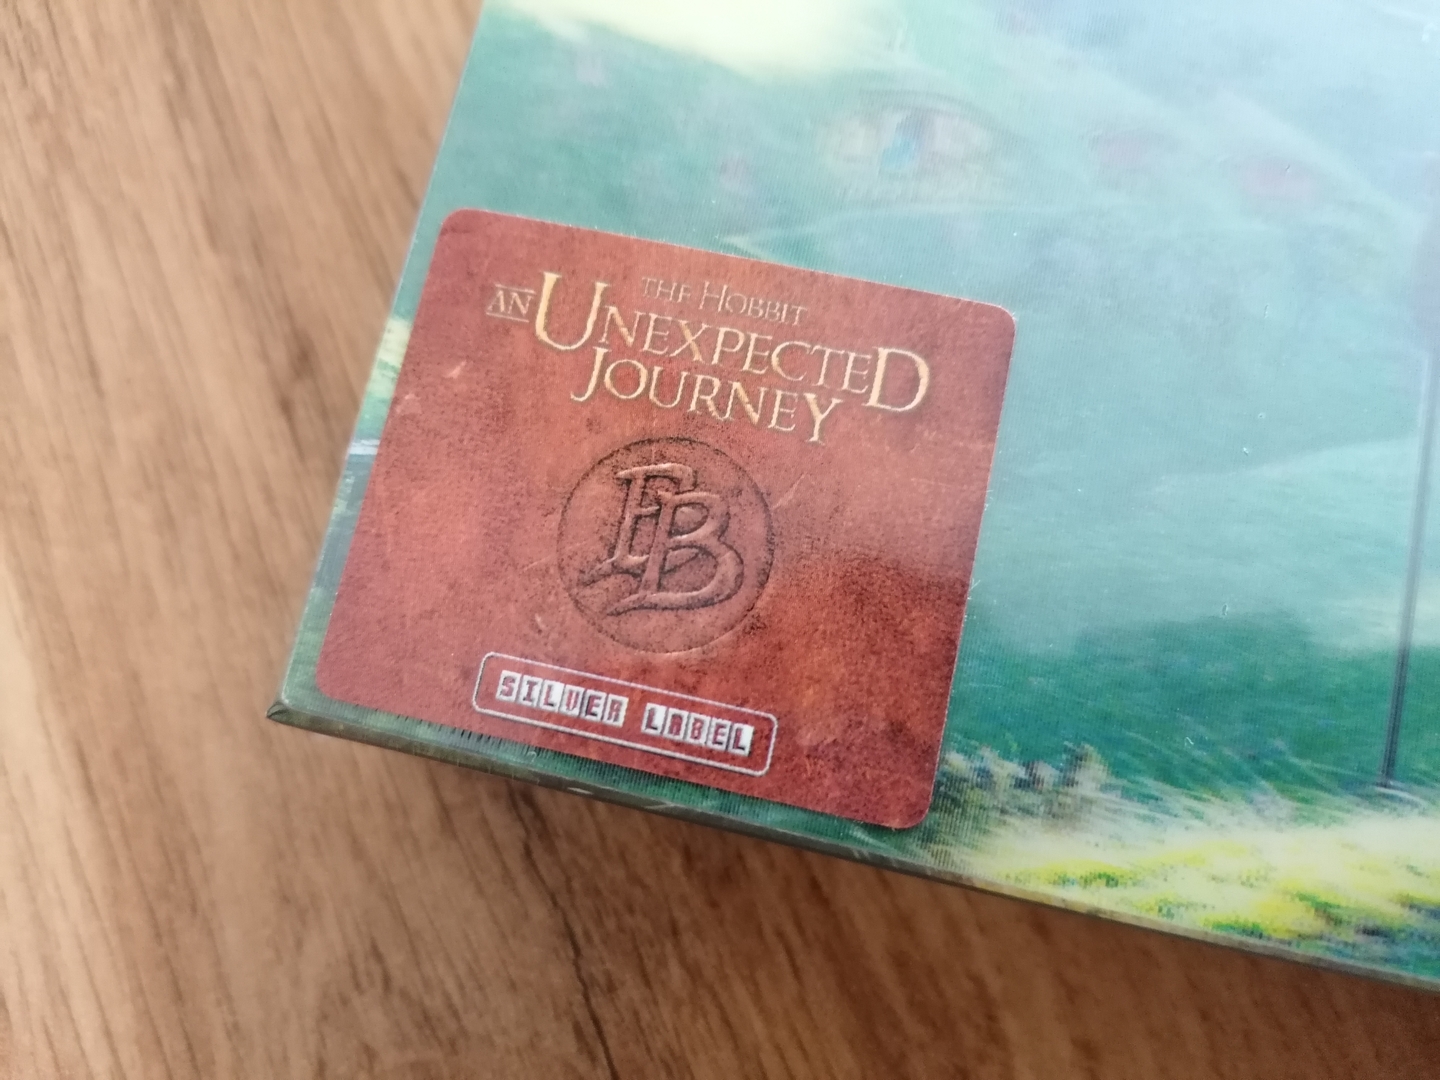 THE HOBBIT
AN UNEXPECTED
JOURNEY
BB
SILVER LABEL